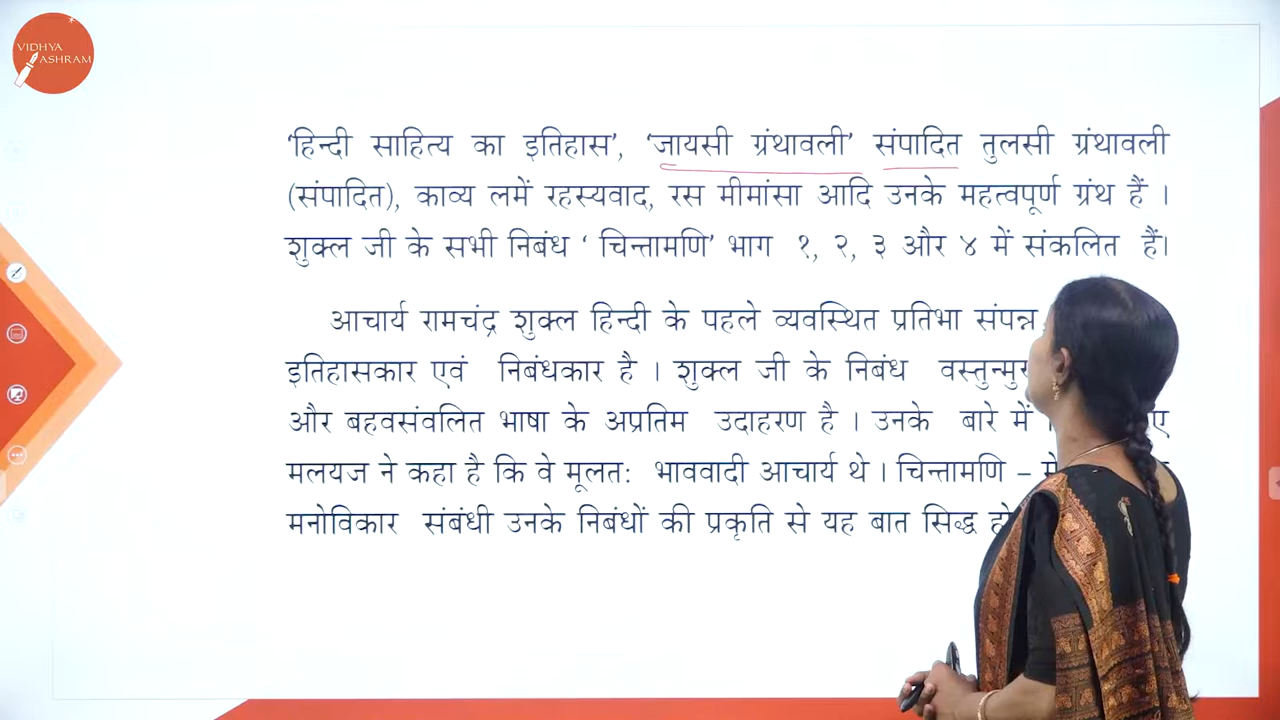 VIDHYA
ASHRAM
‘हिन्दी साहित्य का इतिहास’, ‘जायसी ग्रंथावली’ संपादित तुलसी ग्रंथावली
(संपादित), काव्य लमें रहस्यवाद, रस मीमांसा आदि उनके महत्वपूर्ण ग्रंथ हैं ।
शुक्ल जी के सभी निबंध ‘ चिन्तामणि’ भाग १, २, ३ और ४ में संकलित हैं।
आचार्य रामचंद्र शुक्ल हिन्दी के पहले व्यवस्थित प्रतिभा संपन्न
इतिहासकार एवं निबंधकार है । शुक्ल जी के निबंध
और बहवसंवलित भाषा के अप्रतिम उदाहरण है । उनके बारे में
मलयज ने कहा है कि वे मूलतः भाववादी आचार्य थे । चिन्तामणि –
मनोविकार संबंधी उनके निबंधों की प्रकृति से यह बात सिद्ध